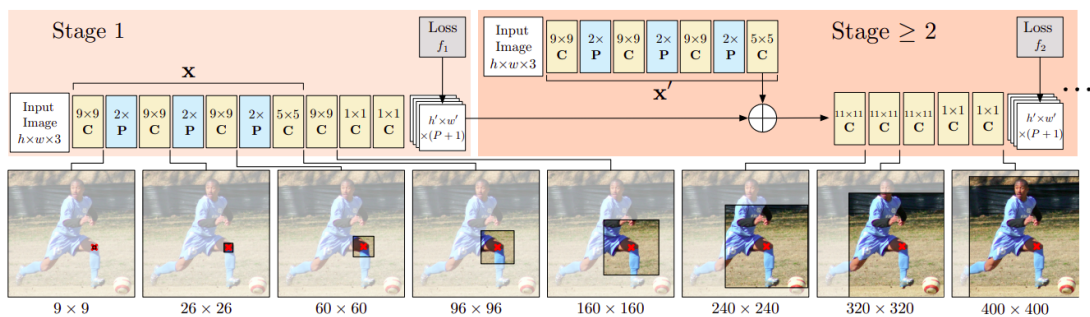 Stage 1
Loss
f₁
x
Input
Image
h×w×3
9×9
C
2×
P
9×9
C
2×
P
9×9
C
2×
P
5×5
C
9×9
C
1×1
C
1×1
C
h′×w′
×(P+1)
Stage ≥ 2
Input
Image
h×w×3
9×9
C
2×
P
9×9
C
2×
P
9×9
C
2×
P
5×5
C
x′
Loss
f₂
11×11
C
11×11
C
11×11
C
1×1
C
1×1
C
h′×w′
×(P+1)
...
9 × 9
26 × 26
60 × 60
96 × 96
160 × 160
240 × 240
320 × 320
400 × 400